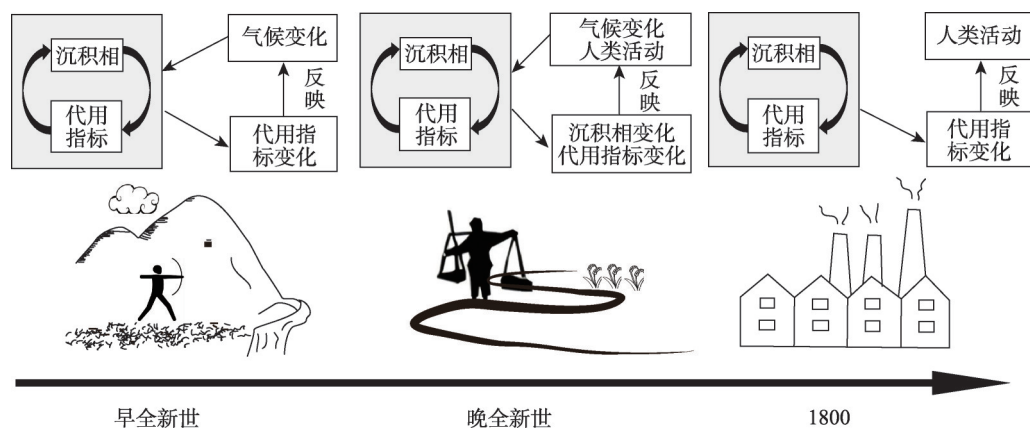 沉积相
代用
指标
气候变化
反
映
代用指
标变化
沉积相
代用
指标
气候变化
人类活动
反
映
沉积相变化
代用指标变化
沉积相
代用
指标
人类活动
反
映
代用指
标变化
早全新世
晚全新世
1800